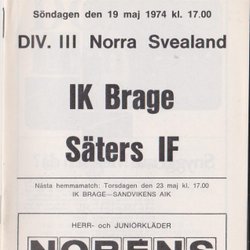 Söndagen den 19 maj 1974 kl. 17.00
DIV. III Norra Svealand
IK Brage
Säters IF
Nästa hemmamatch: Torsdagen den 23 maj kl. 17.00
IK BRAGE—SANDVIKENS AIK
HERR- och JUNIORKLÄDER
NORÉNS